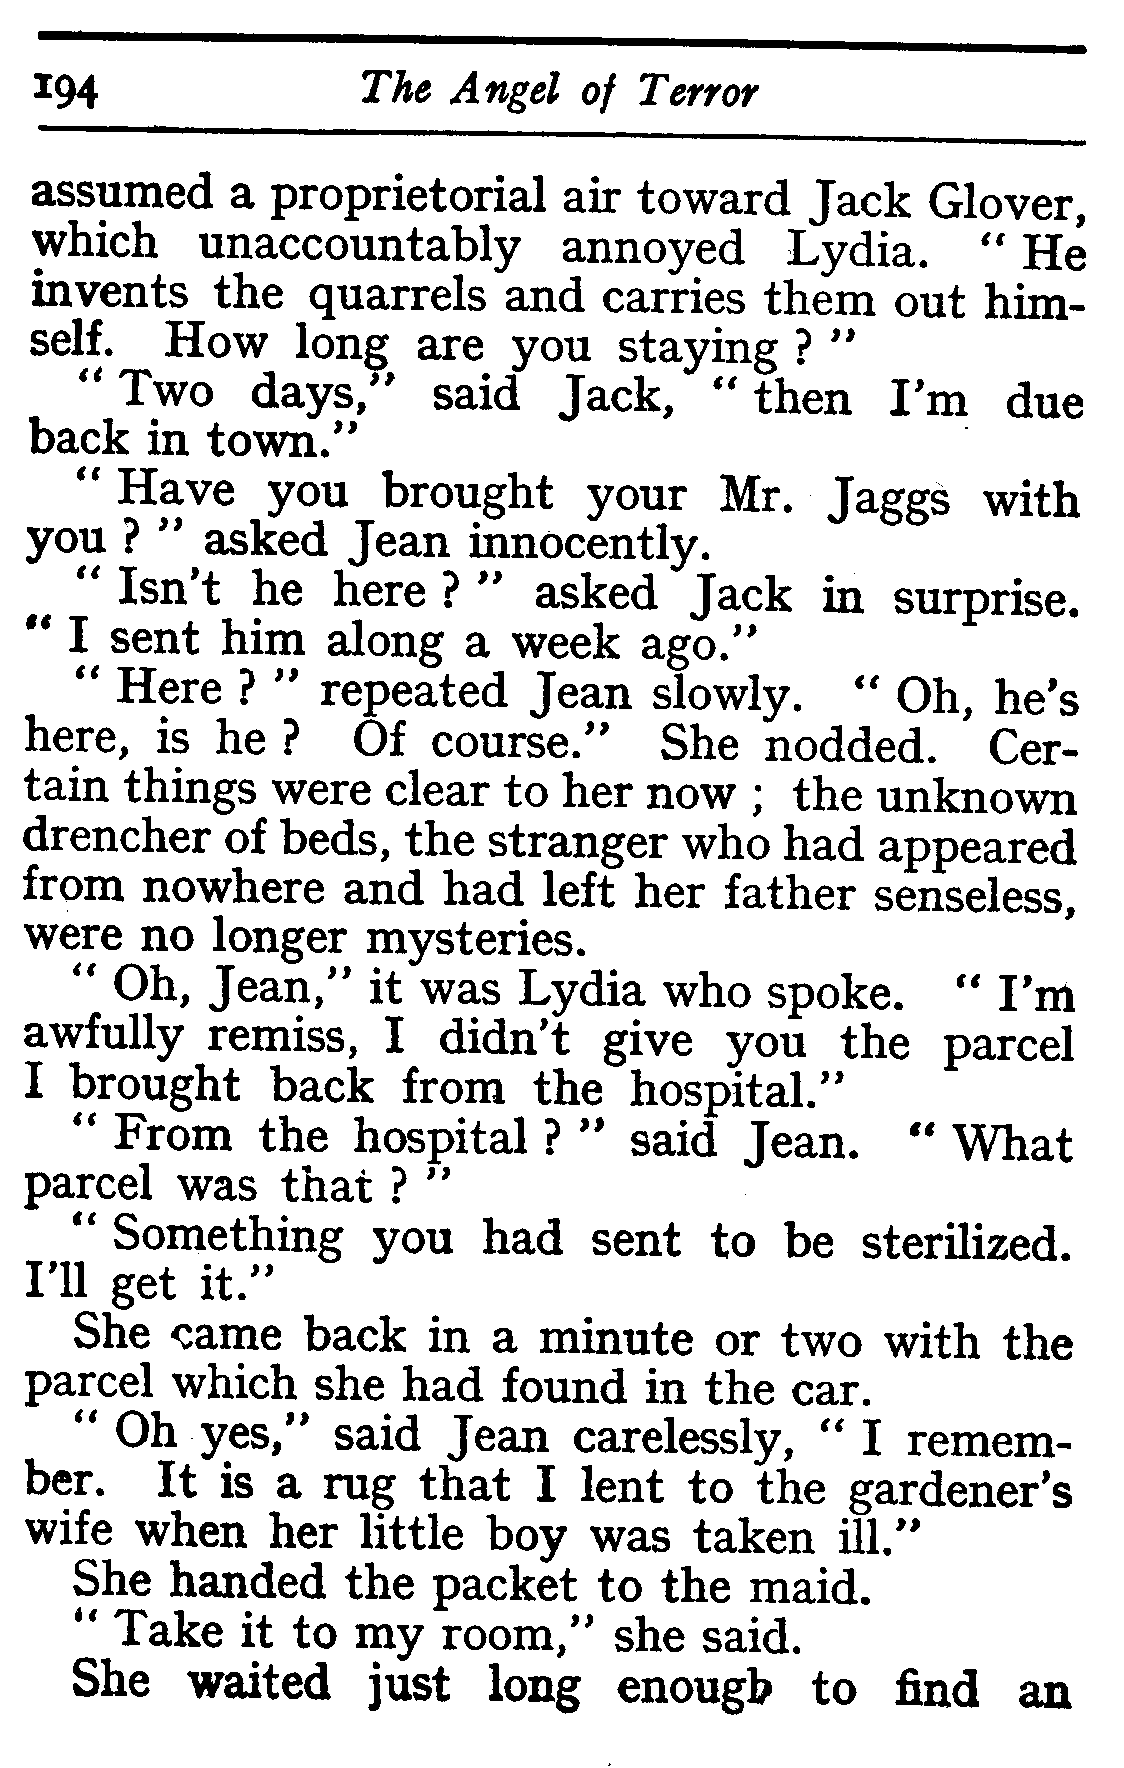 194 The Angel of Terror
assumed a proprietorial air toward Jack Glover,
which unaccountably annoyed Lydia. “ He
invents the quarrels and carries them out him-
self. How long are you staying ? ”
“ Two days,” said Jack, “ then I’m due
back in town.”
“ Have you brought your Mr. Jaggs with
you ? ” asked Jean innocently.
“ Isn’t he here ? ” asked Jack in surprise.
“ I sent him along a week ago.”
“ Here ? ” repeated Jean slowly. “ Oh, he’s
here, is he ? Of course.” She nodded. Cer-
tain things were clear to her now ; the unknown
drencher of beds, the stranger who had appeared
from nowhere and had left her father senseless,
were no longer mysteries.
“ Oh, Jean,” it was Lydia who spoke. “ I’m
awfully remiss, I didn’t give you the parcel
I brought back from the hospital.”
“ From the hospital ? ” said Jean. “ What
parcel was that ? ”
“ Something you had sent to be sterilized.
I’ll get it.”
She came back in a minute or two with the
parcel which she had found in the car.
“ Oh yes,” said Jean carelessly, “ I remem-
ber. It is a rug that I lent to the gardener’s
wife when her little boy was taken ill.”
She handed the packet to the maid.
“ Take it to my room,” she said.
She waited just long enough to find an